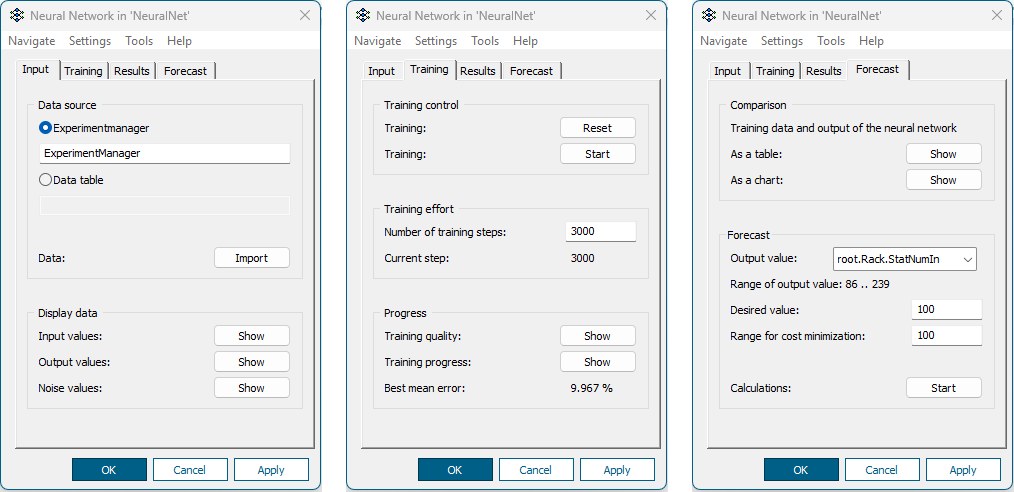 Neural Network in 'NeuralNet'
Navigate Settings Tools Help
Input Training Results Forecast
Data source
Experimentmanager
ExperimentManager
Data table
Data: Import
Display data
Input values: Show
Output values: Show
Noise values: Show
OK Cancel Apply
Neural Network in 'NeuralNet'
Navigate Settings Tools Help
Input Training Results Forecast
Training control
Training: Reset
Training: Start
Training effort
Number of training steps: 3000
Current step: 3000
Progress
Training quality: Show
Training progress: Show
Best mean error: 9.967 %
OK Cancel Apply
Neural Network in 'NeuralNet'
Navigate Settings Tools Help
Input Training Results Forecast
Comparison
Training data and output of the neural network
As a table: Show
As a chart: Show
Forecast
Output value: root.Rack.StatNumIn
Range of output value: 86 .. 239
Desired value: 100
Range for cost minimization: 100
Calculations: Start
OK Cancel Apply